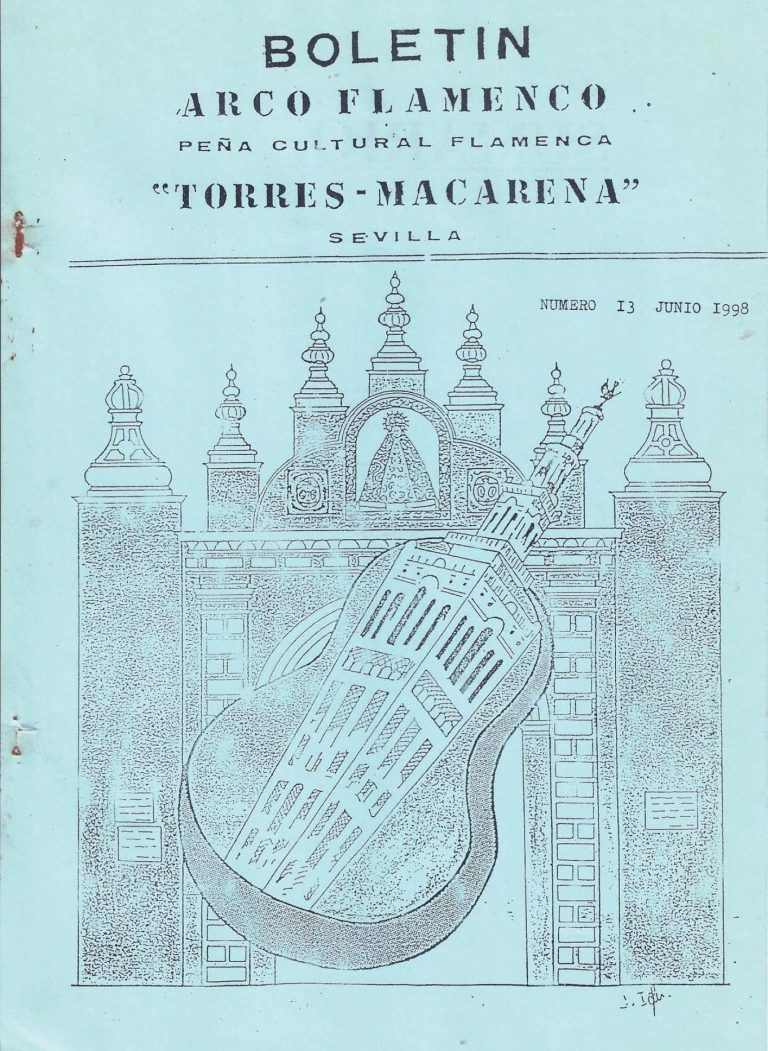 BOLETIN
ARCO FLAMENCO
PEÑA CULTURAL FLAMENCA
"TORRES-MACARENA"
SEVILLA
NUMERO 13 JUNIO 1998